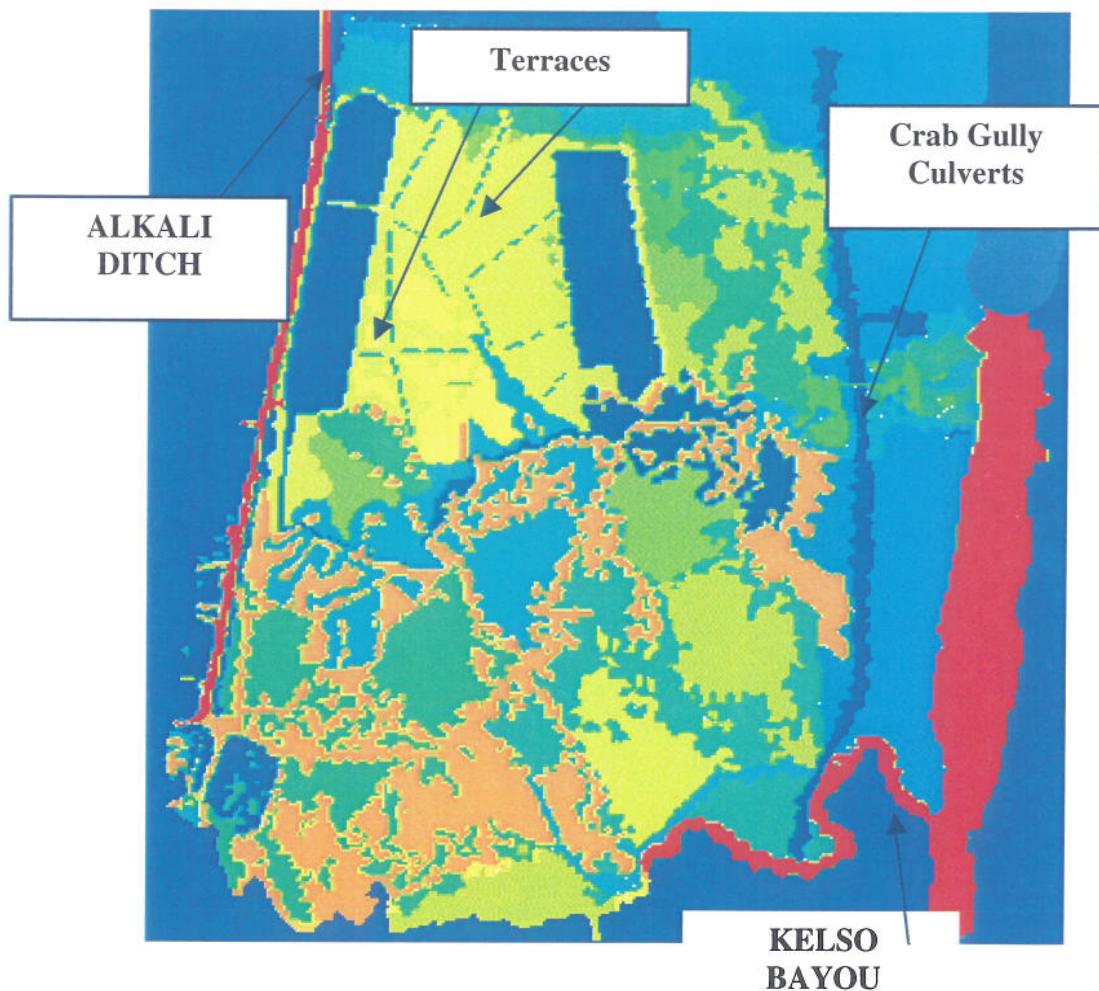 Terraces
Crab Gully
Culverts
ALKALI
DITCH
KELSO
BAYOU